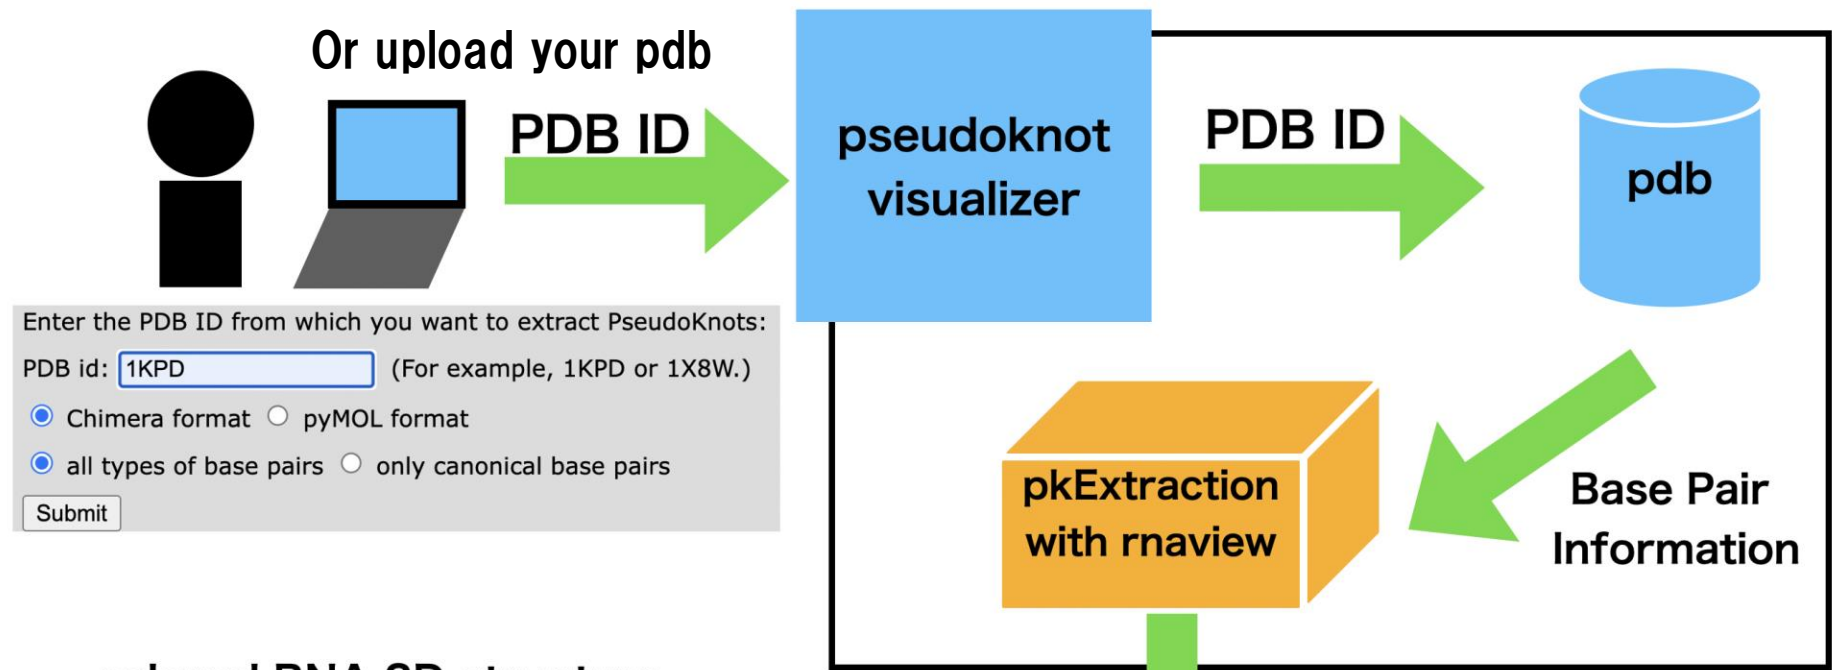 Or upload your pdb
PDB ID
pseudoknot
visualizer
PDB ID
pdb
Enter the PDB ID from which you want to extract PseudoKnots:
PDB id: 1KPD (For example, 1KPD or 1X8W.)
Chimera format pyMOL format
all types of base pairs only canonical base pairs
Submit
pkExtraction
with rnaview
Base Pair
Information